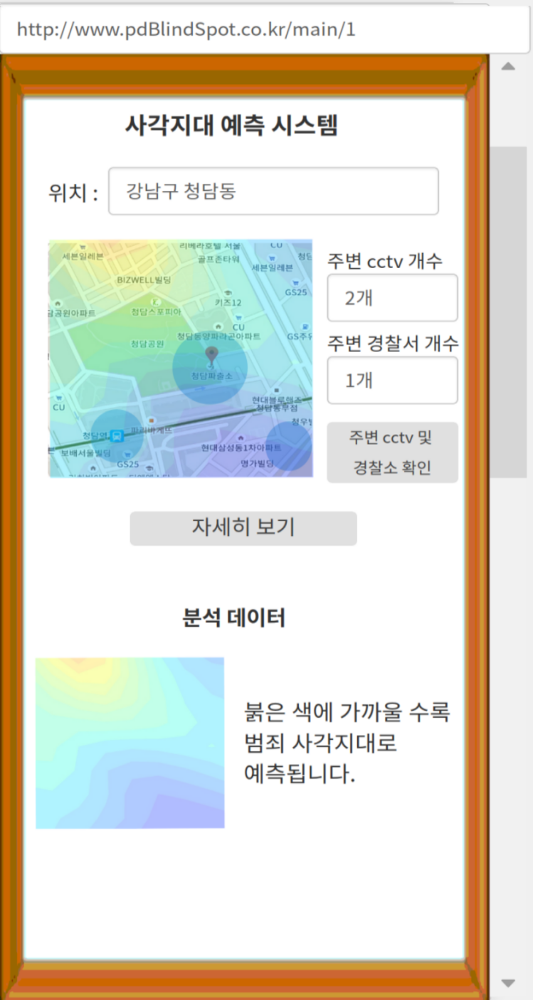 http://www.pdBlindSpot.co.kr/main/1
사각지대 예측 시스템
위치 : 강남구 청담동
리베라호텔 서울
CU
세븐일레븐
골프존타워
청담
세븐일레븐
BIZWELL빌딩
GS25
키즈12
담공원아파트
청담스포피아
CU
청담동양파라곤아파트
GS주유
청담공원
청담파출소
현대블루핸즈
청담동부점
CU
청담역
파리바게뜨
보배서울빌딩
현대삼성동1차아파트
GS25
명가빌딩
주변 cctv 개수
2개
주변 경찰서 개수
1개
주변 cctv 및
경찰소 확인
자세히 보기
분석 데이터
붉은 색에 가까울 수록
범죄 사각지대로
예측됩니다.